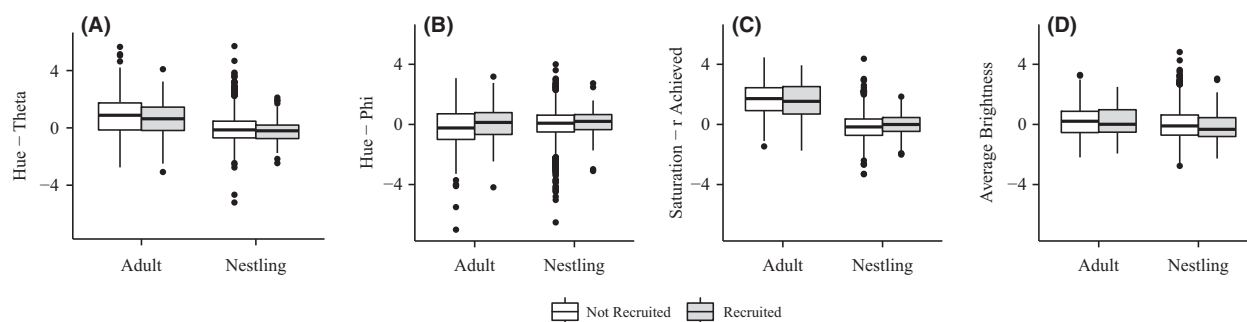 (A)
Hue − Theta
4
0
−4
Adult
Nestling
(B)
Hue − Phi
4
0
−4
Adult
Nestling
(C)
Saturation − r Achieved
4
0
−4
Adult
Nestling
(D)
Average Brightness
4
0
−4
Adult
Nestling
Not Recruited
Recruited